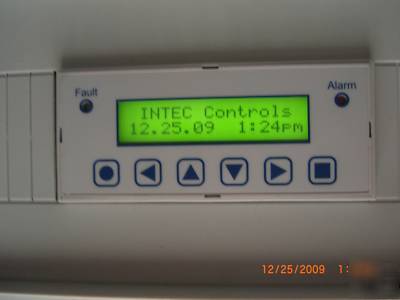 Fault
Alarm
INTEC Controls
12.25.09 1:24pm
12/25/2009